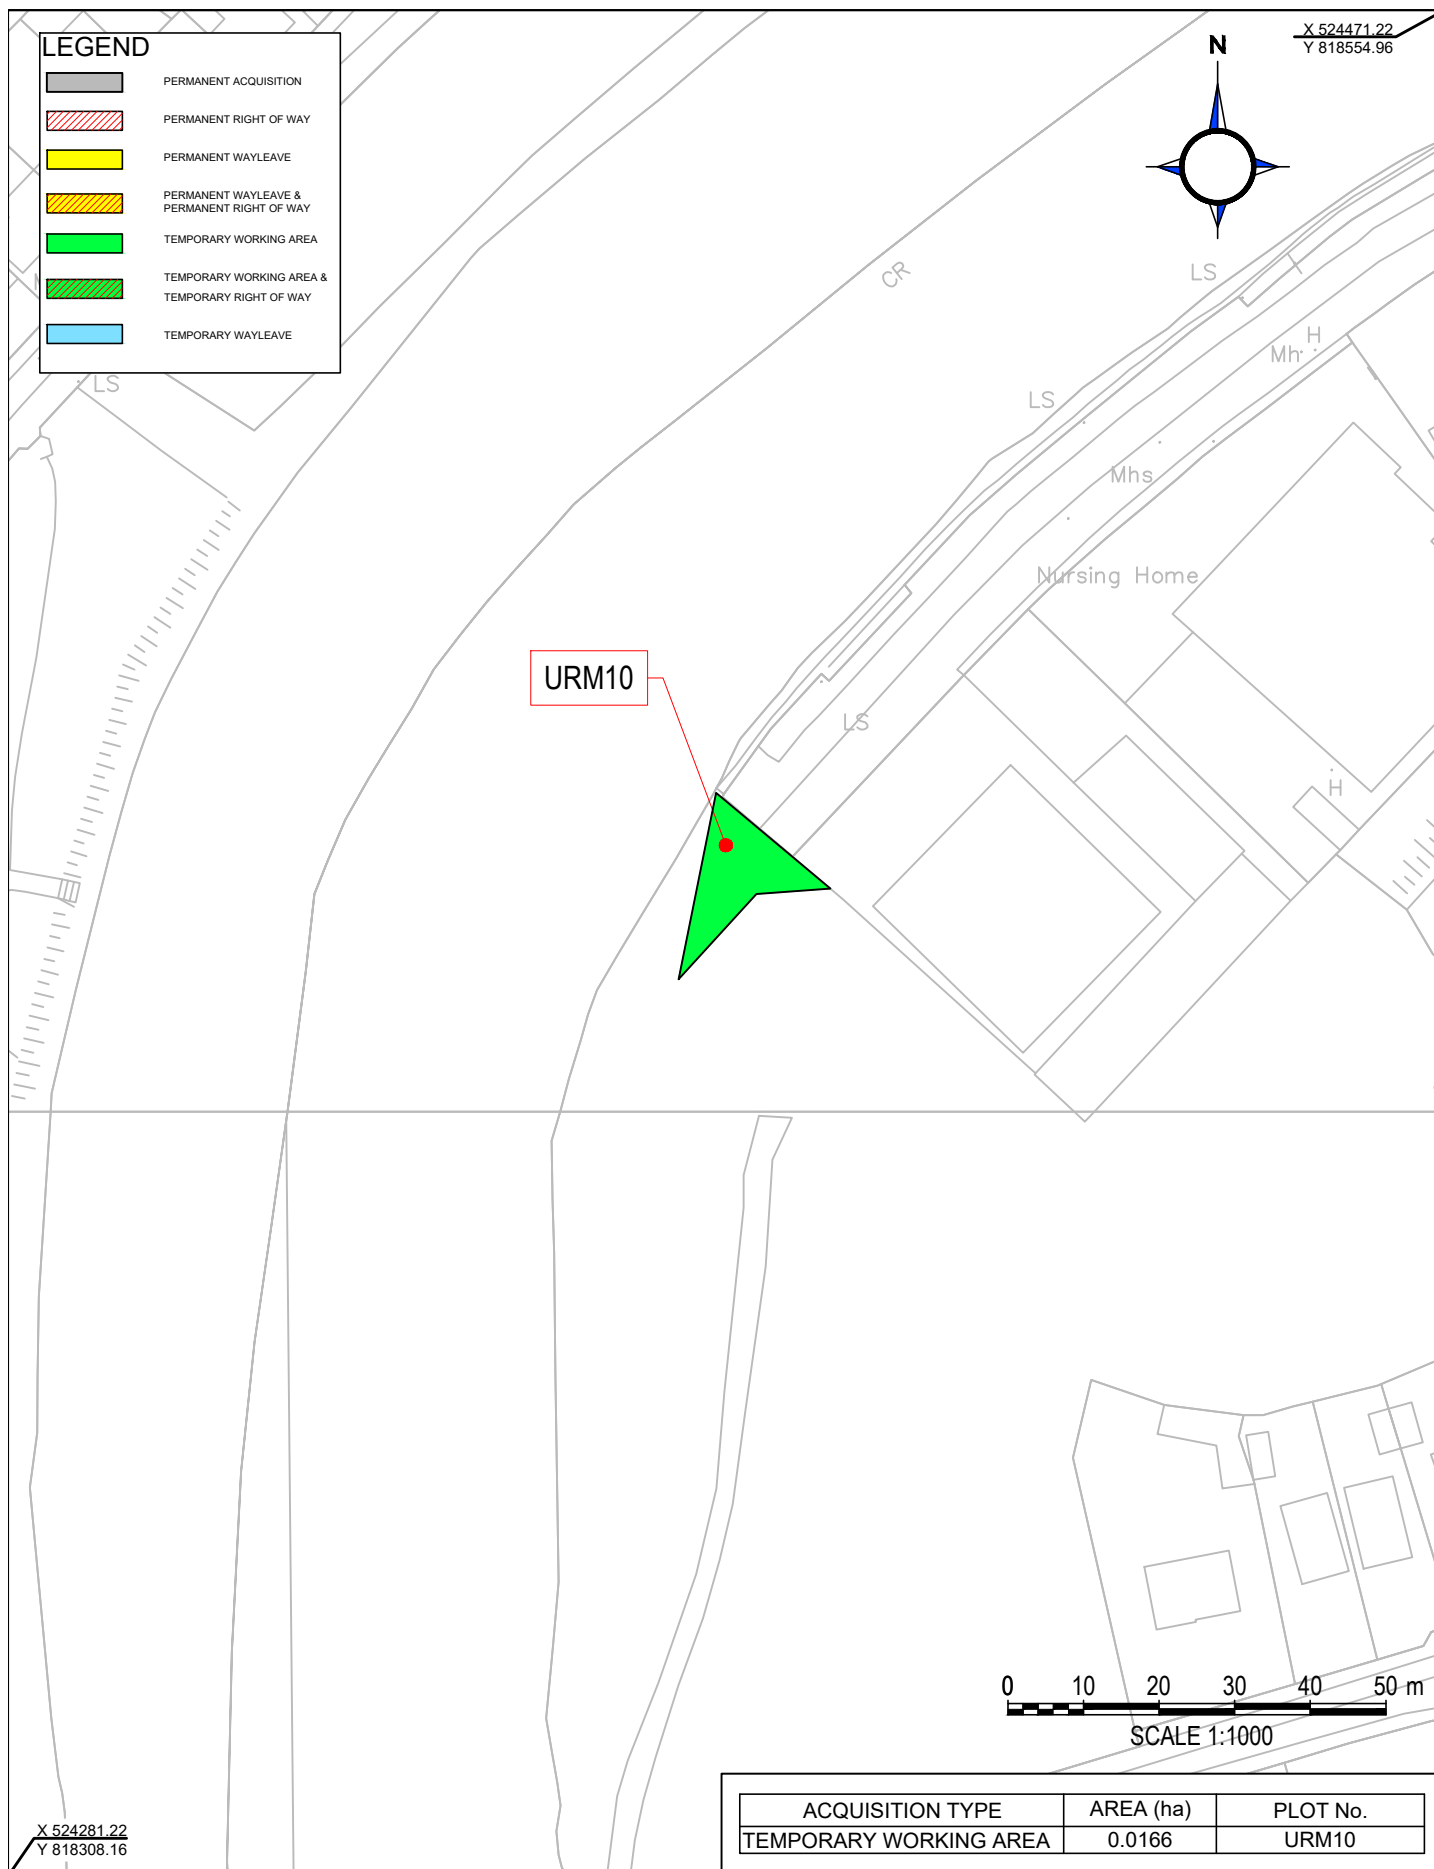 LEGEND
PERMANENT ACQUISITION
PERMANENT RIGHT OF WAY
PERMANENT WAYLEAVE
PERMANENT WAYLEAVE &
PERMANENT RIGHT OF WAY
TEMPORARY WORKING AREA
TEMPORARY WORKING AREA &
TEMPORARY RIGHT OF WAY
TEMPORARY WAYLEAVE
N
X 524471.22
Y 818554.96
CR
LS
H
Mh
LS
LS
Mhs
Nursing Home
URM10
LS
H
0 10 20 30 40 50 m
SCALE 1:1000
X 524281.22
Y 818308.16
ACQUISITION TYPE AREA (ha) PLOT No.
TEMPORARY WORKING AREA 0.0166 URM10